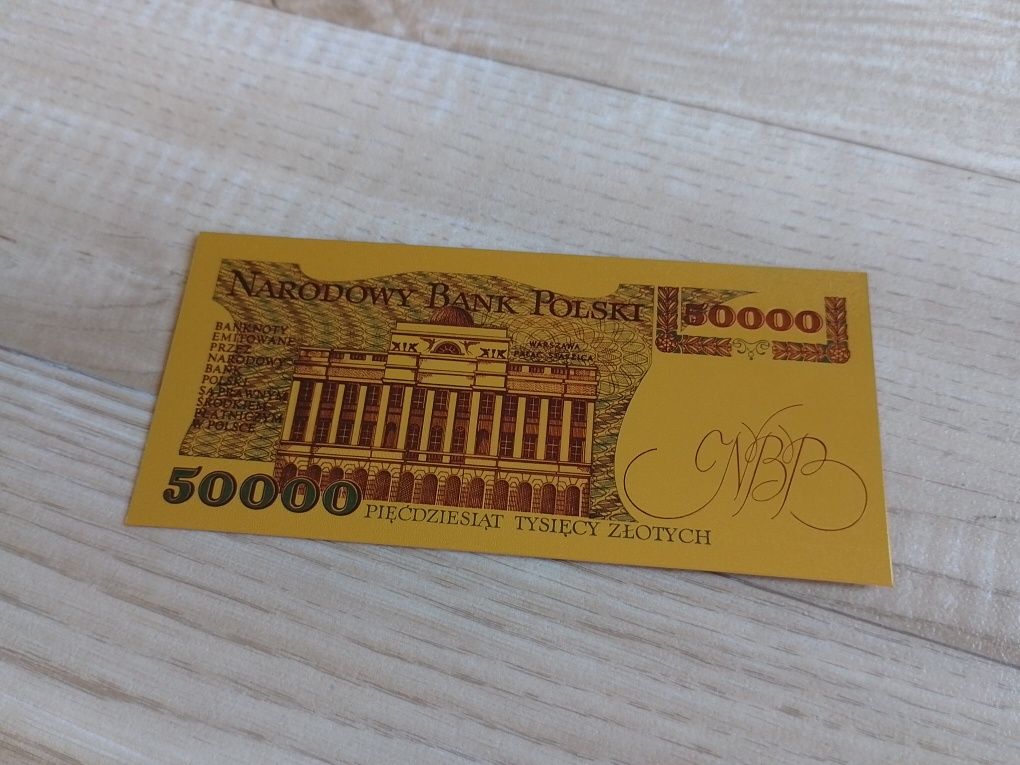 NARODOWY BANK POLSKI
50000
BANKNOTY
EMITOWANE
PRZEZ
NARODOWY
BANK
POLSKI
SĄ PRAWNYM
ŚRODKIEM
PŁATNICZYM
W POLSCE
WARSZAWA
PAŁAC STASZICA
NBP
50000
PIĘĆDZIESIĄT TYSIĘCY ZŁOTYCH